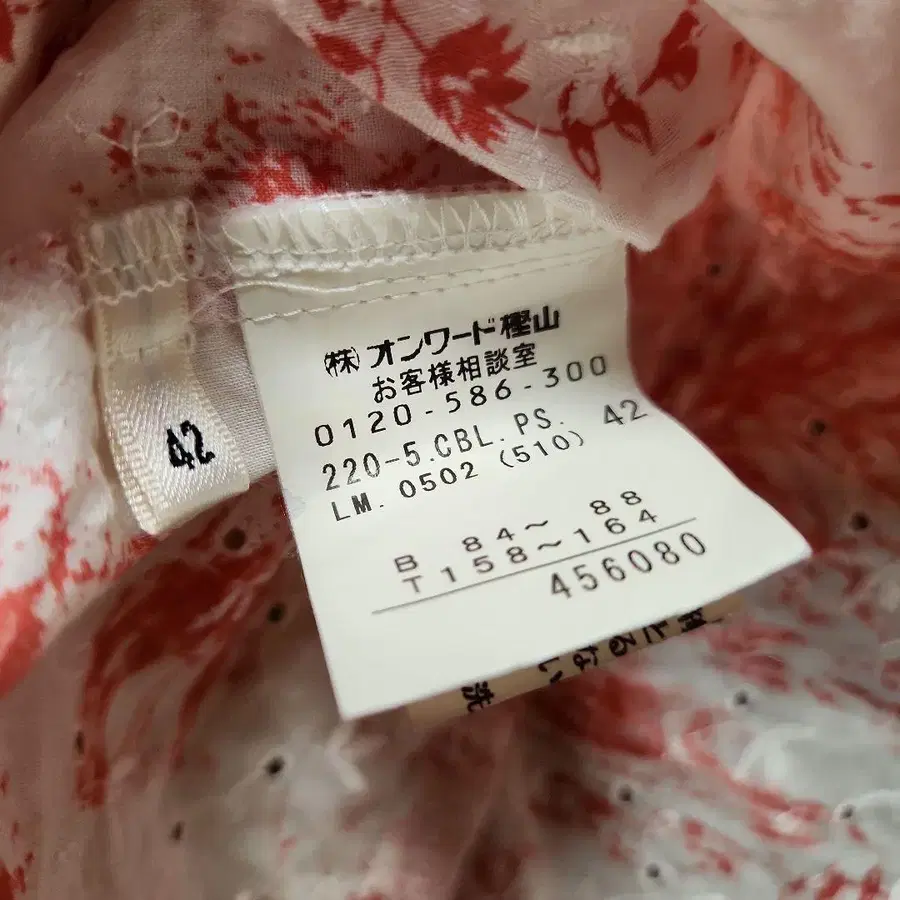 (株)オンワード樫山
お客様相談室
0120-586-300
220-5.CBL.PS. 42
LM. 0502 (510)
B 84~ 88
T 158~164
456080
42